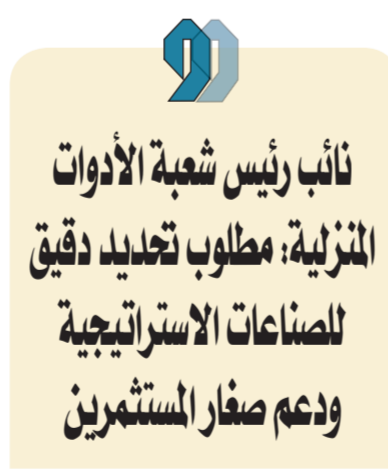 نائب رئيس شعبة الأدوات
المنزلية: مطلوب تحديد دقيق
للصناعات الاستراتيجية
ودعم صغار المستثمرين